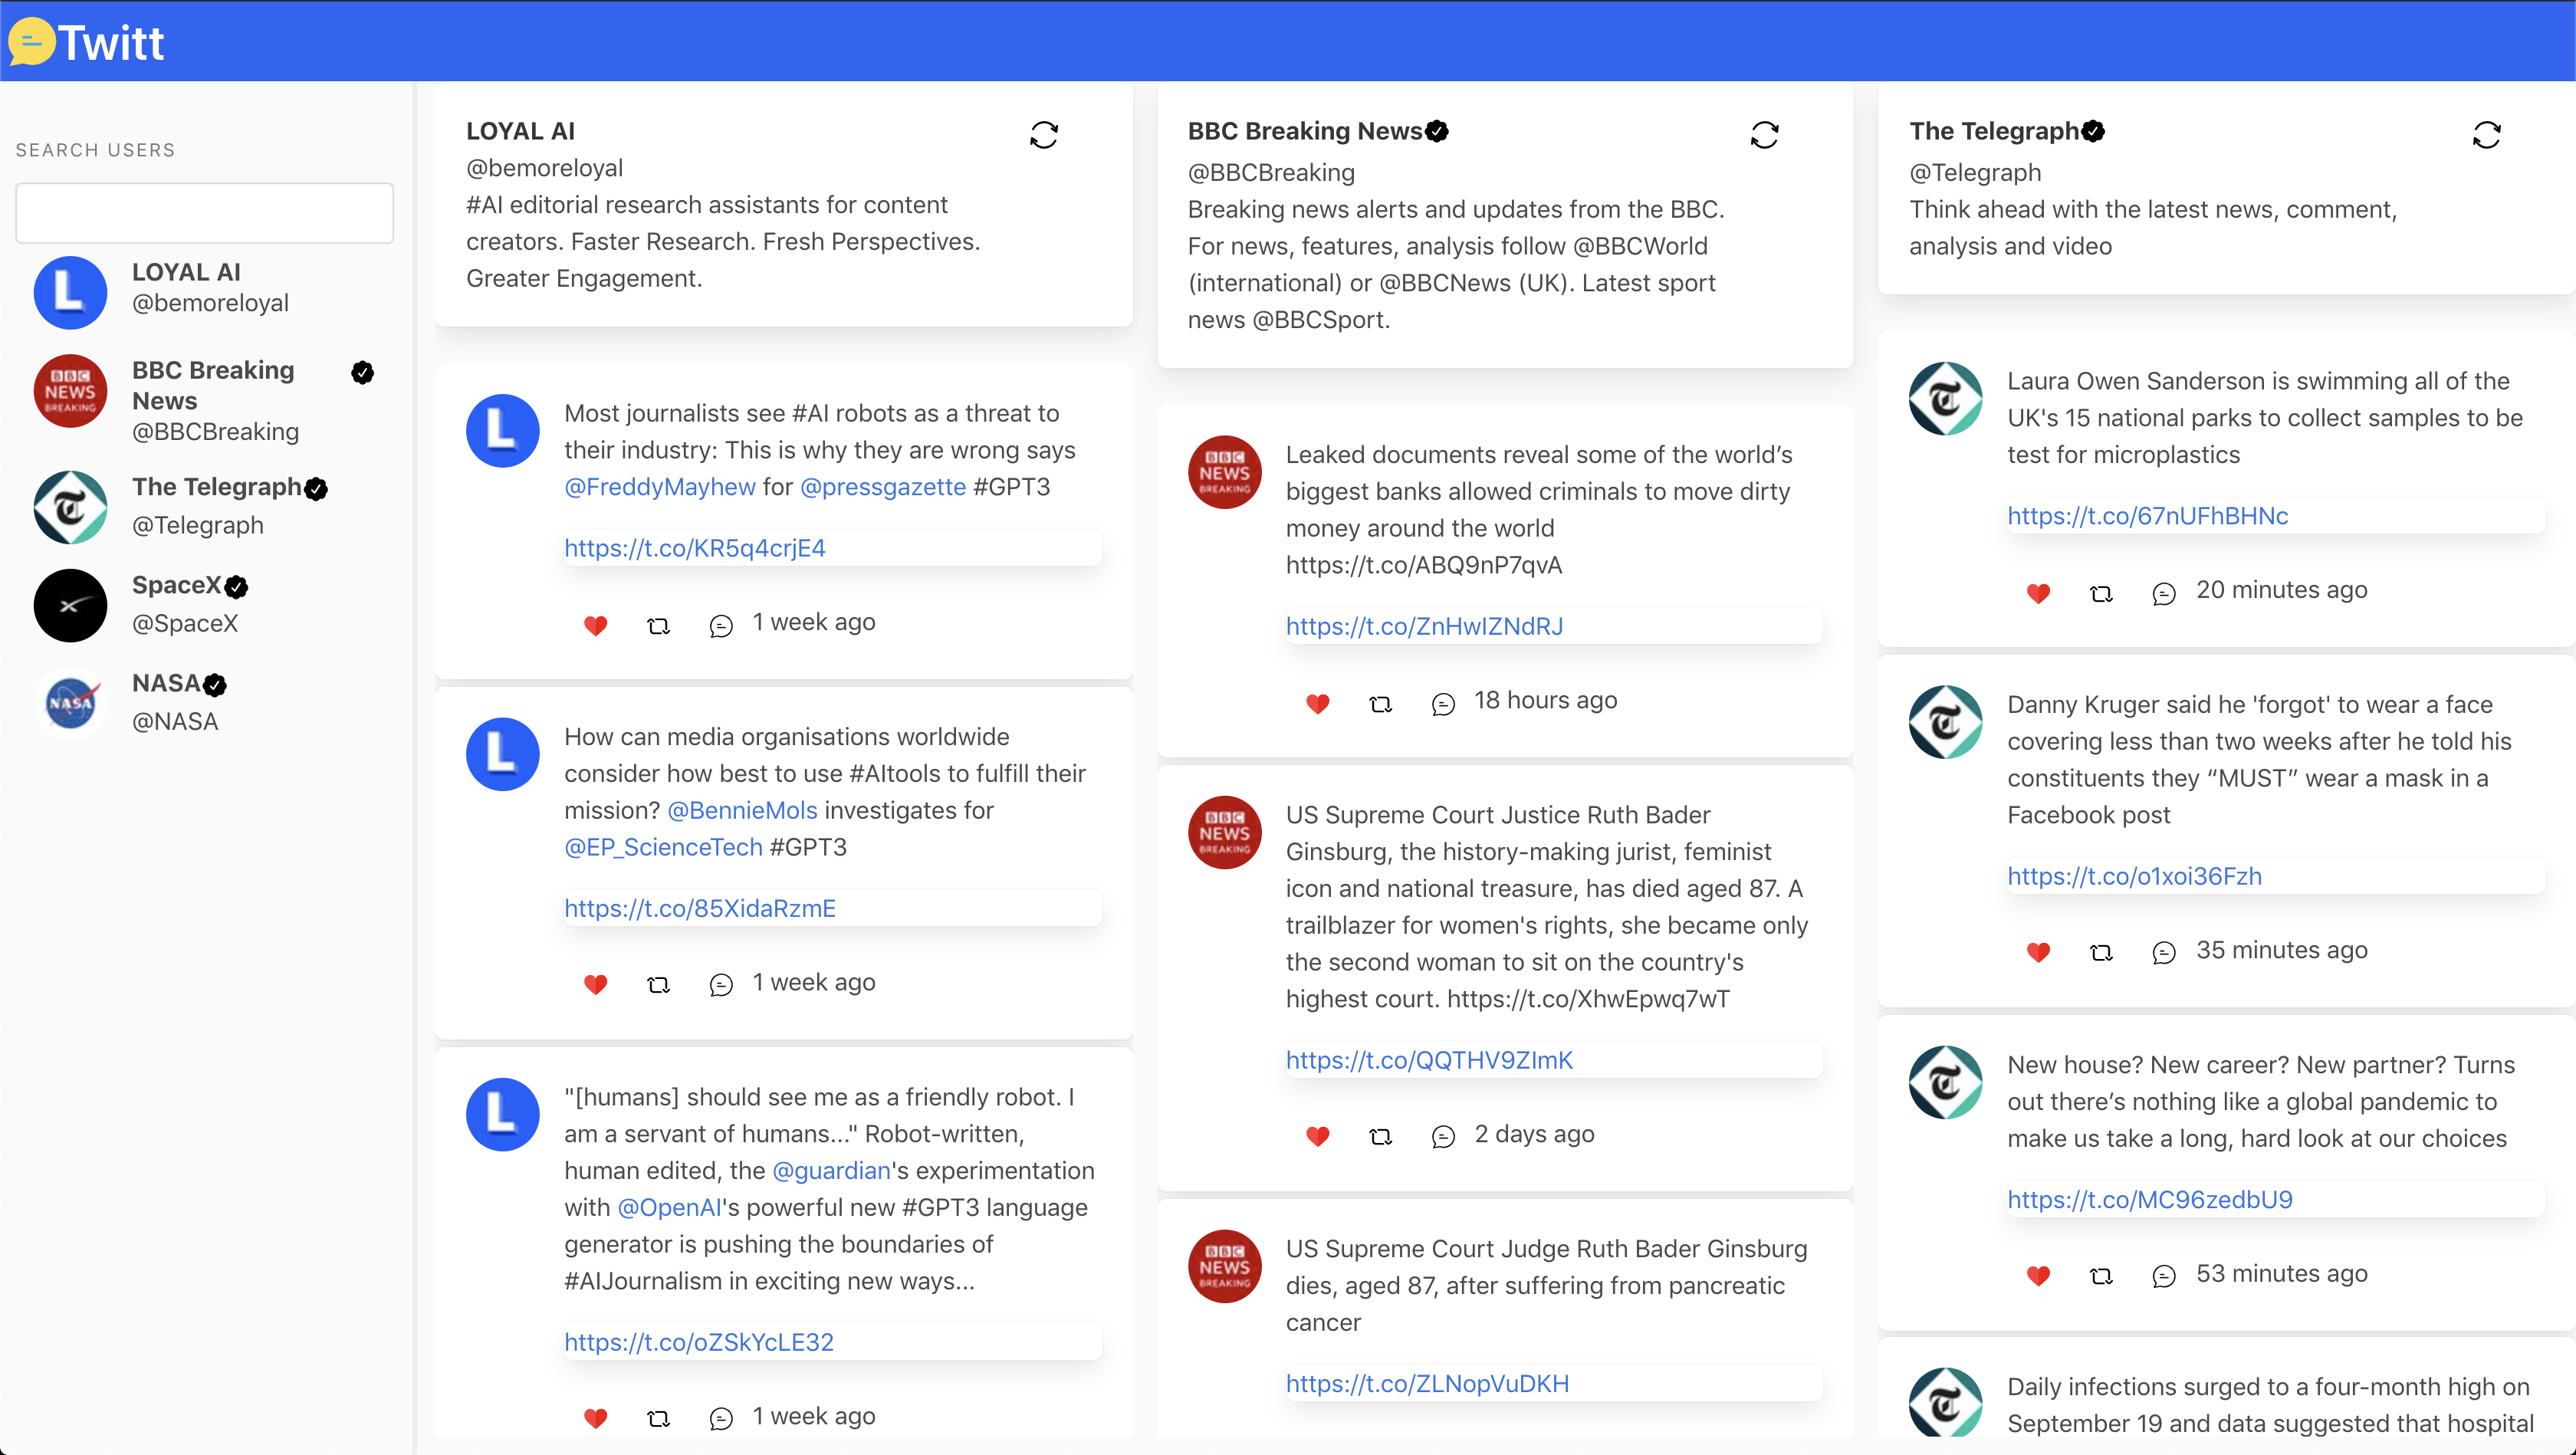 Twitt
SEARCH USERS
LOYAL AI
@bemoreloyal
BBC Breaking
News
@BBCBreaking
The Telegraph
@Telegraph
SpaceX
@SpaceX
NASA
@NASA
LOYAL AI
@bemoreloyal
#AI editorial research assistants for content
creators. Faster Research. Fresh Perspectives.
Greater Engagement.
Most journalists see #AI robots as a threat to
their industry: This is why they are wrong says
@FreddyMayhew for @pressgazette #GPT3
https://t.co/KR5q4crjE4
1 week ago
How can media organisations worldwide
consider how best to use #AItools to fulfill their
mission? @BennieMols investigates for
@EP_ScienceTech #GPT3
https://t.co/85XidaRzmE
1 week ago
"[humans] should see me as a friendly robot. I
am a servant of humans..." Robot-written,
human edited, the @guardian's experimentation
with @OpenAI's powerful new #GPT3 language
generator is pushing the boundaries of
#AIJournalism in exciting new ways...
https://t.co/oZSkYcLE32
1 week ago
BBC Breaking News
@BBCBreaking
Breaking news alerts and updates from the BBC.
For news, features, analysis follow @BBCWorld
(international) or @BBCNews (UK). Latest sport
news @BBCSport.
BBC
NEWS
BREAKING
Leaked documents reveal some of the world’s
biggest banks allowed criminals to move dirty
money around the world
https://t.co/ABQ9nP7qvA
https://t.co/ZnHwIZNdRJ
18 hours ago
BBC
NEWS
BREAKING
US Supreme Court Justice Ruth Bader
Ginsburg, the history-making jurist, feminist
icon and national treasure, has died aged 87. A
trailblazer for women's rights, she became only
the second woman to sit on the country's
highest court. https://t.co/XhwEpwq7wT
https://t.co/QQTHV9ZImK
2 days ago
BBC
NEWS
BREAKING
US Supreme Court Judge Ruth Bader Ginsburg
dies, aged 87, after suffering from pancreatic
cancer
https://t.co/ZLNopVuDKH
The Telegraph
@Telegraph
Think ahead with the latest news, comment,
analysis and video
Laura Owen Sanderson is swimming all of the
UK's 15 national parks to collect samples to be
test for microplastics
https://t.co/67nUFhBHNc
20 minutes ago
Danny Kruger said he 'forgot' to wear a face
covering less than two weeks after he told his
constituents they “MUST” wear a mask in a
Facebook post
https://t.co/o1xoi36Fzh
35 minutes ago
New house? New career? New partner? Turns
out there’s nothing like a global pandemic to
make us take a long, hard look at our choices
https://t.co/MC96zedbU9
53 minutes ago
Daily infections surged to a four-month high on
September 19 and data suggested that hospital